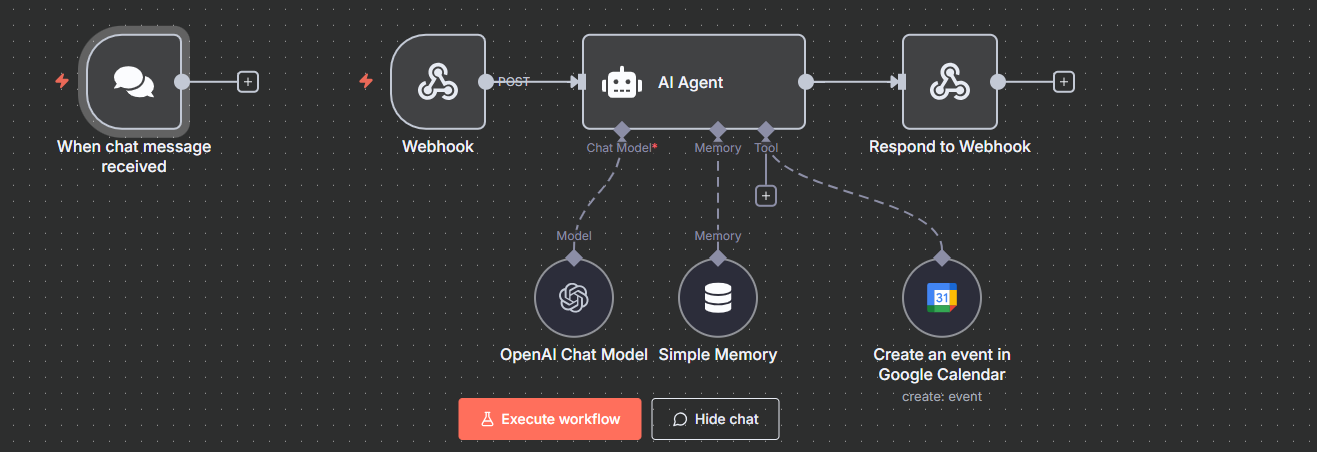 When chat message
received
Webhook
POST
AI Agent
Chat Model*
Memory
Tool
Respond to Webhook
Model
Memory
OpenAI Chat Model
Simple Memory
31
Create an event in
Google Calendar
create: event
Execute workflow
Hide chat